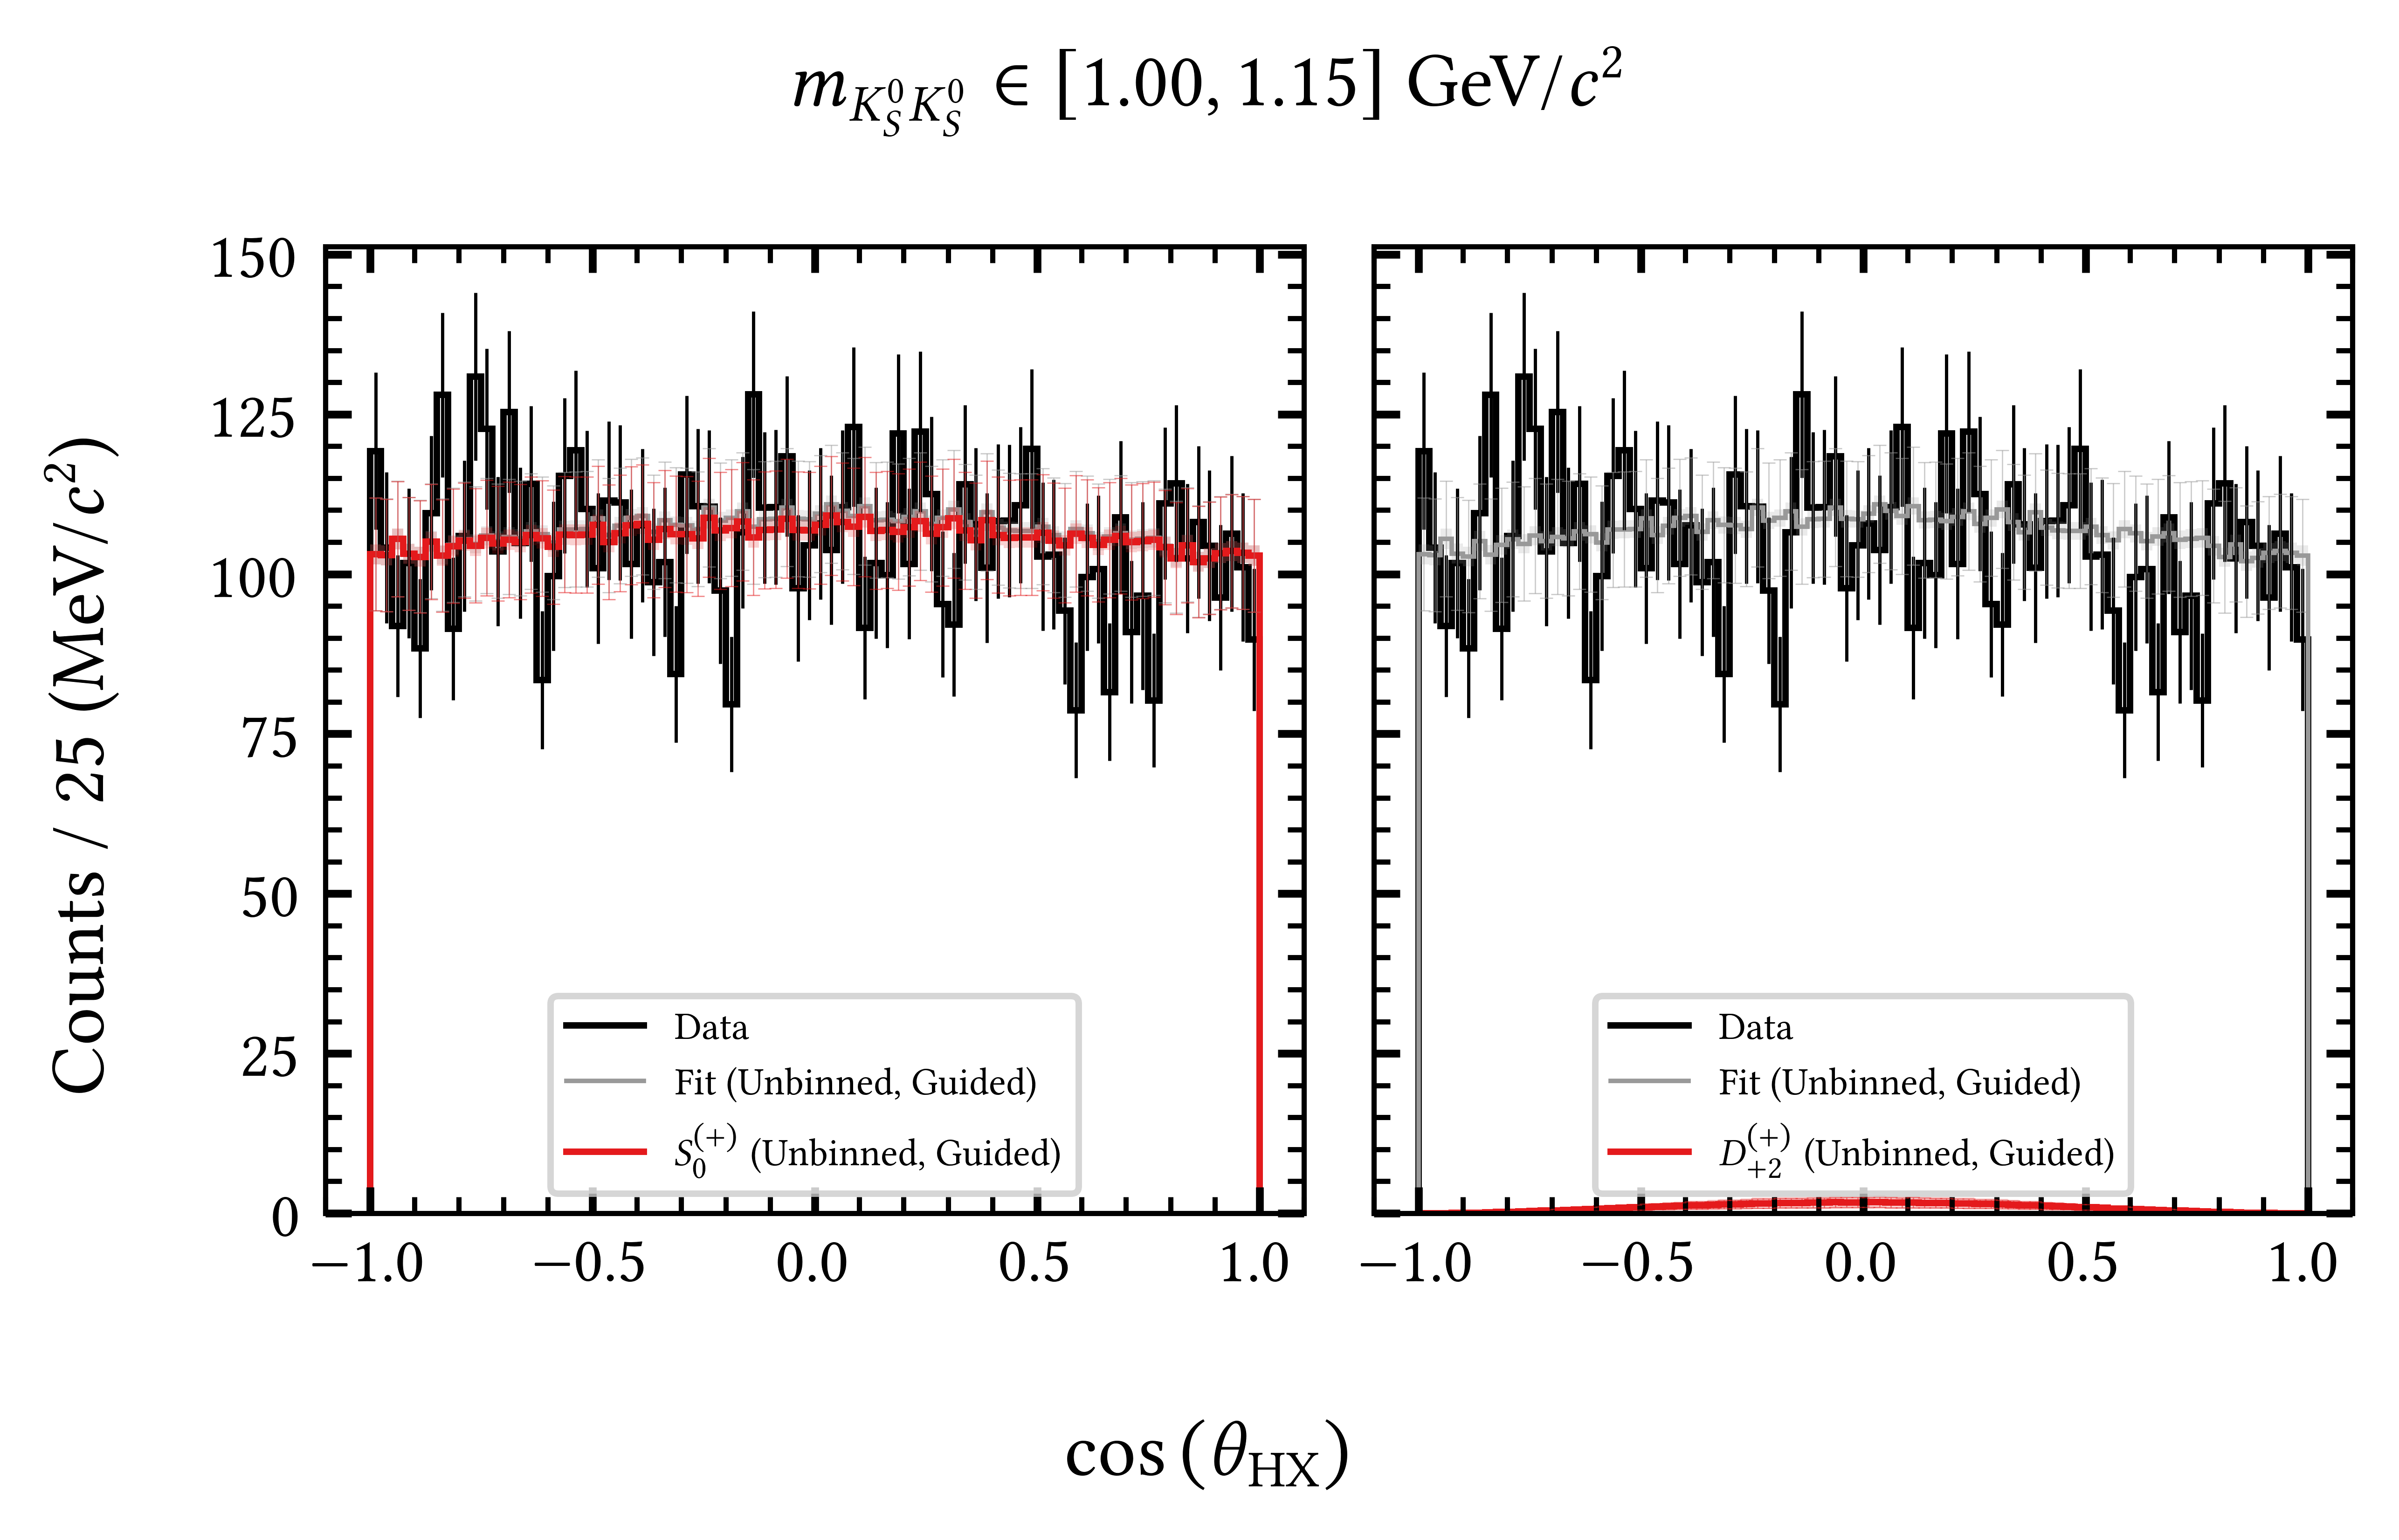 m_{K_S^0 K_S^0} ∈ [1.00, 1.15] GeV/c²
Counts / 25 (MeV/c²)
150
125
100
75
50
25
0
Data
Fit (Unbinned, Guided)
S_0^{(+)} (Unbinned, Guided)
Data
Fit (Unbinned, Guided)
D_{+2}^{(+)} (Unbinned, Guided)
−1.0 −0.5 0.0 0.5 1.0
−1.0 −0.5 0.0 0.5 1.0
cos (θ_{HX})